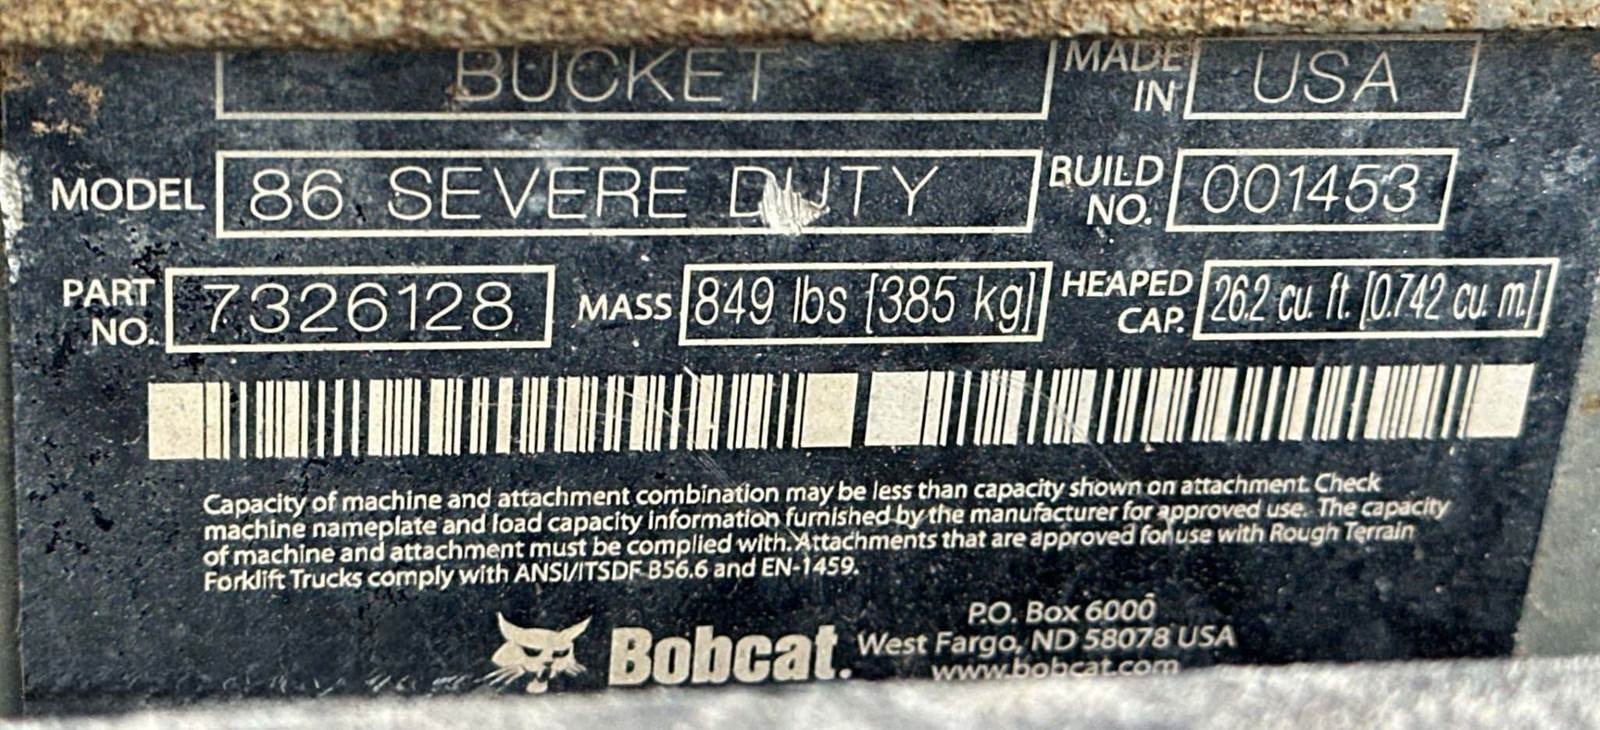 BUCKET MADE IN USA
MODEL 86 SEVERE DUTY BUILD NO. 001453
PART NO. 7326128 MASS 849 lbs [385 kg] HEAPED CAP. 26.2 cu. ft. [0.742 cu. m.]
Capacity of machine and attachment combination may be less than capacity shown on attachment. Check
machine nameplate and load capacity information furnished by the manufacturer for approved use. The capacity
of machine and attachment must be complied with. Attachments that are approved for use with Rough Terrain
Forklift Trucks comply with ANSI/ITSDF B56.6 and EN-1459.
Bobcat.
P.O. Box 6000
West Fargo, ND 58078 USA
www.bobcat.com